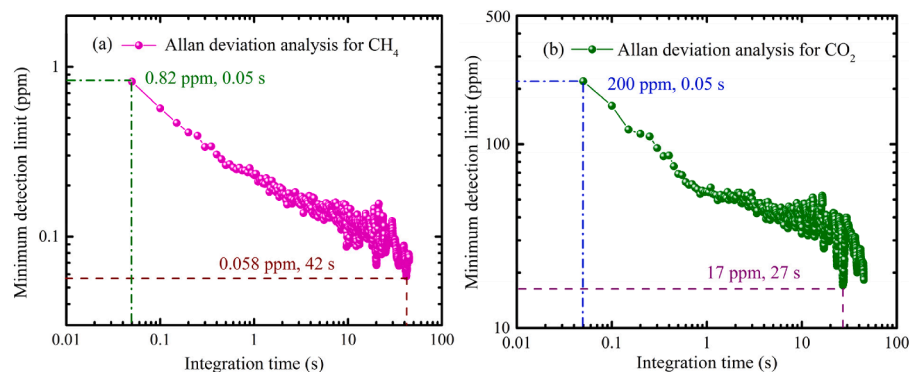 (a) Allan deviation analysis for CH₄
0.82 ppm, 0.05 s
0.058 ppm, 42 s
1
0.1
0.01 0.1 1 10 100
Integration time (s)
Minimum detection limit (ppm)
(b) Allan deviation analysis for CO₂
200 ppm, 0.05 s
17 ppm, 27 s
500
100
10
0.01 0.1 1 10 100
Integration time (s)
Minimum detection limit (ppm)